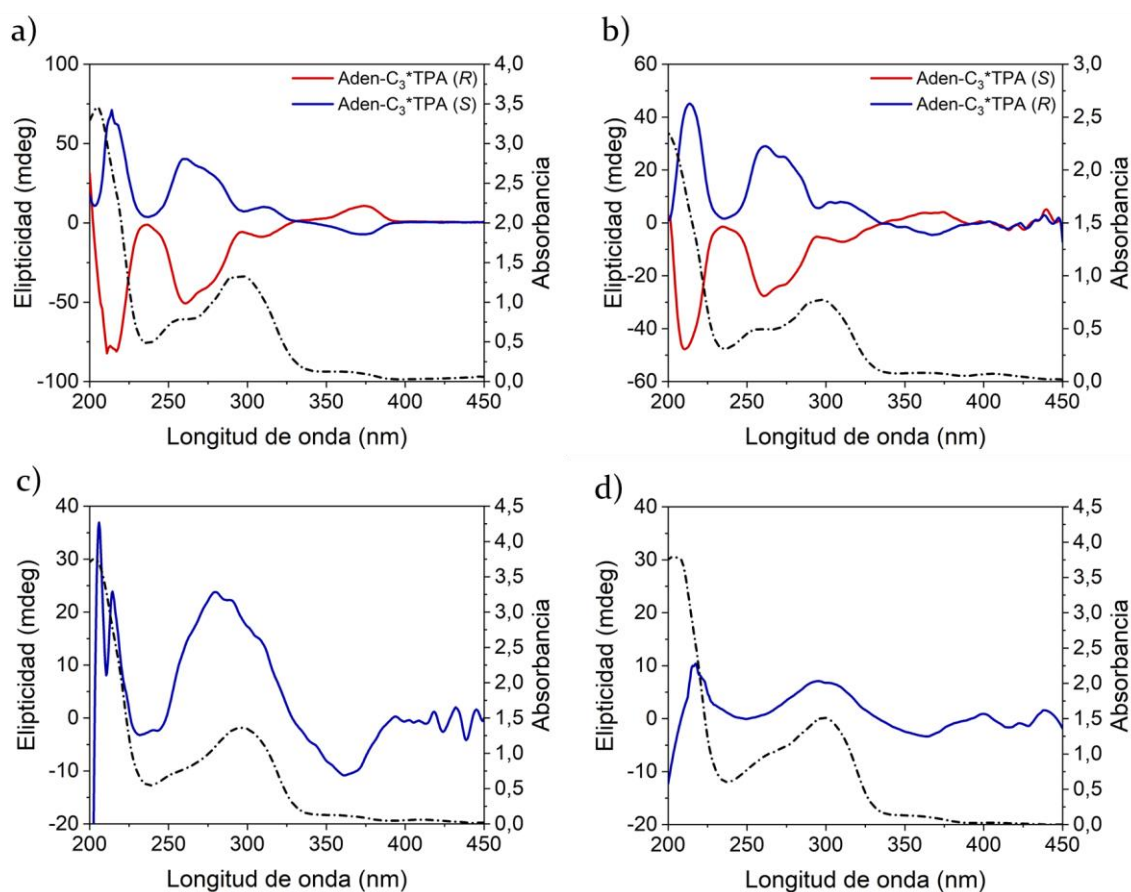 a)
100
50
0
-50
-100
Elipticidad (mdeg)
Aden-C3*TPA (R)
Aden-C3*TPA (S)
4,0
3,5
3,0
2,5
2,0
1,5
1,0
0,5
0,0
Absorbancia
200 250 300 350 400 450
Longitud de onda (nm)
b)
60
40
20
0
-20
-40
-60
Elipticidad (mdeg)
Aden-C3*TPA (S)
Aden-C3*TPA (R)
3,0
2,5
2,0
1,5
1,0
0,5
0,0
Absorbancia
200 250 300 350 400 450
Longitud de onda (nm)
c)
40
30
20
10
0
-10
-20
Elipticidad (mdeg)
4,5
4,0
3,5
3,0
2,5
2,0
1,5
1,0
0,5
0,0
Absorbancia
200 250 300 350 400 450
Longitud de onda (nm)
d)
40
30
20
10
0
-10
-20
Elipticidad (mdeg)
4,5
4,0
3,5
3,0
2,5
2,0
1,5
1,0
0,5
0,0
Absorbancia
200 250 300 350 400 450
Longitud de onda (nm)